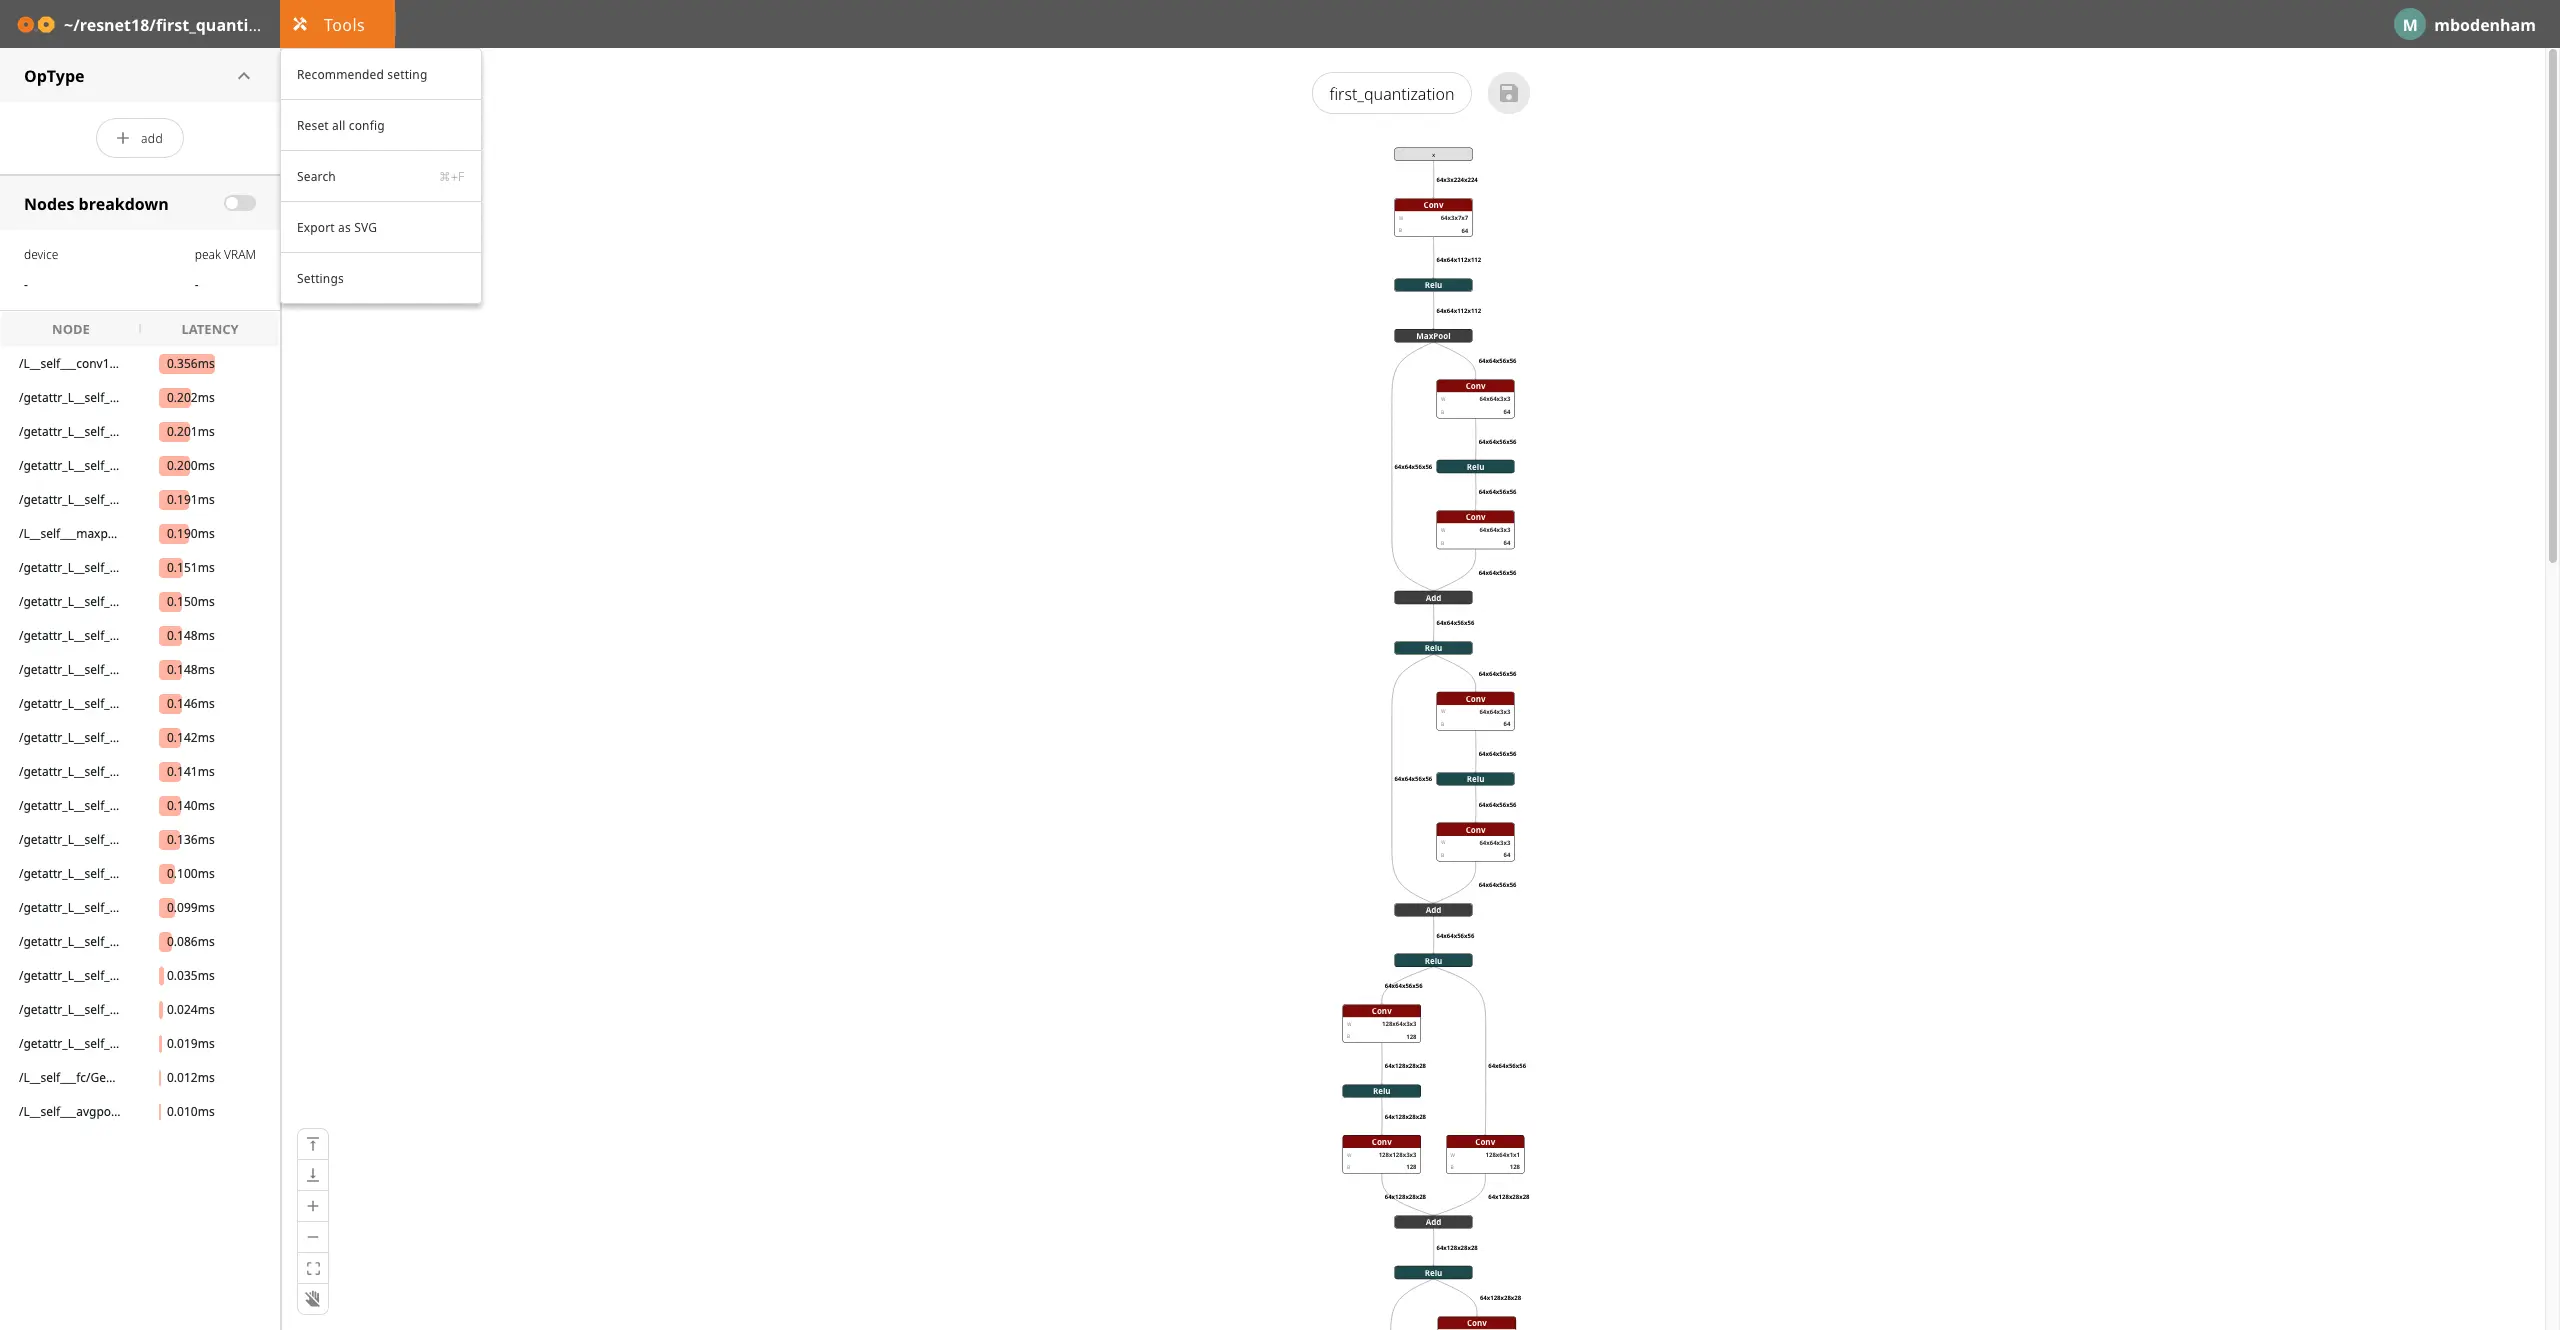 ~/resnet18/first_quanti...
Tools
M
mbodenham
OpType
add
Nodes breakdown
device
peak VRAM
-
-
NODE
LATENCY
/L__self___conv1...
0.356ms
/getattr_L__self_...
0.202ms
/getattr_L__self_...
0.201ms
/getattr_L__self_...
0.200ms
/getattr_L__self_...
0.191ms
/L__self___maxp...
0.190ms
/getattr_L__self_...
0.151ms
/getattr_L__self_...
0.150ms
/getattr_L__self_...
0.148ms
/getattr_L__self_...
0.148ms
/getattr_L__self_...
0.146ms
/getattr_L__self_...
0.142ms
/getattr_L__self_...
0.141ms
/getattr_L__self_...
0.140ms
/getattr_L__self_...
0.136ms
/getattr_L__self_...
0.100ms
/getattr_L__self_...
0.099ms
/getattr_L__self_...
0.086ms
/getattr_L__self_...
0.035ms
/getattr_L__self_...
0.024ms
/getattr_L__self_...
0.019ms
/L__self___fc/Ge...
0.012ms
/L__self___avgpo...
0.010ms
Recommended setting
Reset all config
Search
⌘+F
Export as SVG
Settings
first_quantization
x
64x3x224x224
Conv
W 64x3x7x7
B 64
64x64x112x112
Relu
64x64x112x112
MaxPool
64x64x56x56
Conv
W 64x64x3x3
B 64
64x64x56x56
64x64x56x56
Relu
64x64x56x56
Conv
W 64x64x3x3
B 64
64x64x56x56
Add
64x64x56x56
Relu
64x64x56x56
Conv
W 64x64x3x3
B 64
64x64x56x56
64x64x56x56
Relu
64x64x56x56
Conv
W 64x64x3x3
B 64
64x64x56x56
Add
64x64x56x56
Relu
64x64x56x56
Conv
W 128x64x3x3
B 128
64x128x28x28
64x64x56x56
Relu
64x128x28x28
Conv
W 128x128x3x3
B 128
Conv
W 128x64x1x1
B 128
64x128x28x28
64x128x28x28
Add
64x128x28x28
Relu
64x128x28x28
Conv